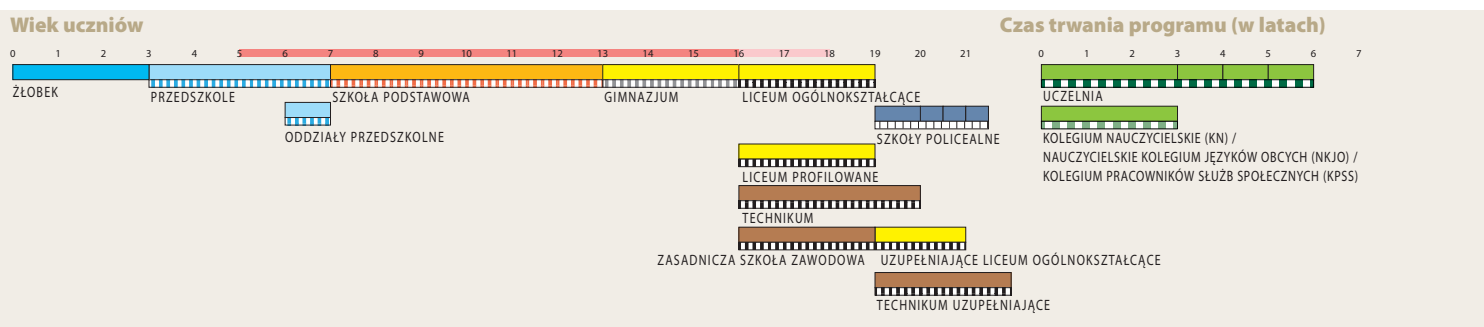 Wiek uczniów
Czas trwania programu (w latach)
0 1 2 3 4 5 6 7 8 9 10 11 12 13 14 15 16 17 18 19 20 21
0 1 2 3 4 5 6 7
ŻŁOBEK
PRZEDSZKOLE
SZKOŁA PODSTAWOWA
GIMNAZJUM
LICEUM OGÓLNOKSZTAŁCĄCE
UCZELNIA
ODDZIAŁY PRZEDSZKOLNE
SZKOŁY POLICEALNE
KOLEGIUM NAUCZYCIELSKIE (KN) /
NAUCZYCIELSKIE KOLEGIUM JĘZYKÓW OBCYCH (NKJO) /
KOLEGIUM PRACOWNIKÓW SŁUŻB SPOŁECZNYCH (KPSS)
LICEUM PROFILOWANE
TECHNIKUM
ZASADNICZA SZKOŁA ZAWODOWA
UZUPEŁNIAJĄCE LICEUM OGÓLNOKSZTAŁCĄCE
TECHNIKUM UZUPEŁNIAJĄCE